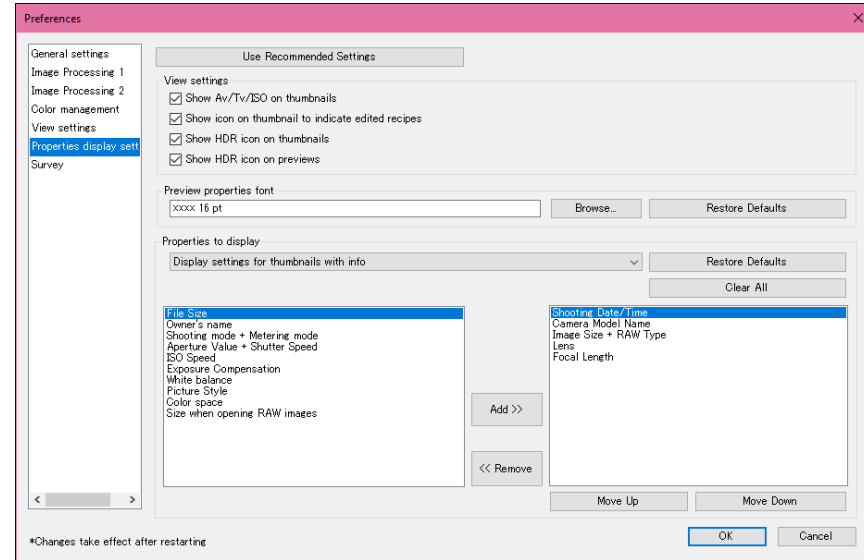 Preferences
General settings
Image Processing 1
Image Processing 2
Color management
View settings
Properties display sett
Survey
Use Recommended Settings
View settings
Show Av/Tv/ISO on thumbnails
Show icon on thumbnail to indicate edited recipes
Show HDR icon on thumbnails
Show HDR icon on previews
Preview properties font
xxxx 16 pt
Browse...
Restore Defaults
Properties to display
Display settings for thumbnails with info
Restore Defaults
Clear All
File Size
Owner's name
Shooting mode + Metering mode
Aperture Value + Shutter Speed
ISO Speed
Exposure Compensation
White balance
Picture Style
Color space
Size when opening RAW images
Add >>
<< Remove
Shooting Date/Time
Camera Model Name
Image Size + RAW Type
Lens
Focal Length
Move Up
Move Down
*Changes take effect after restarting
OK
Cancel